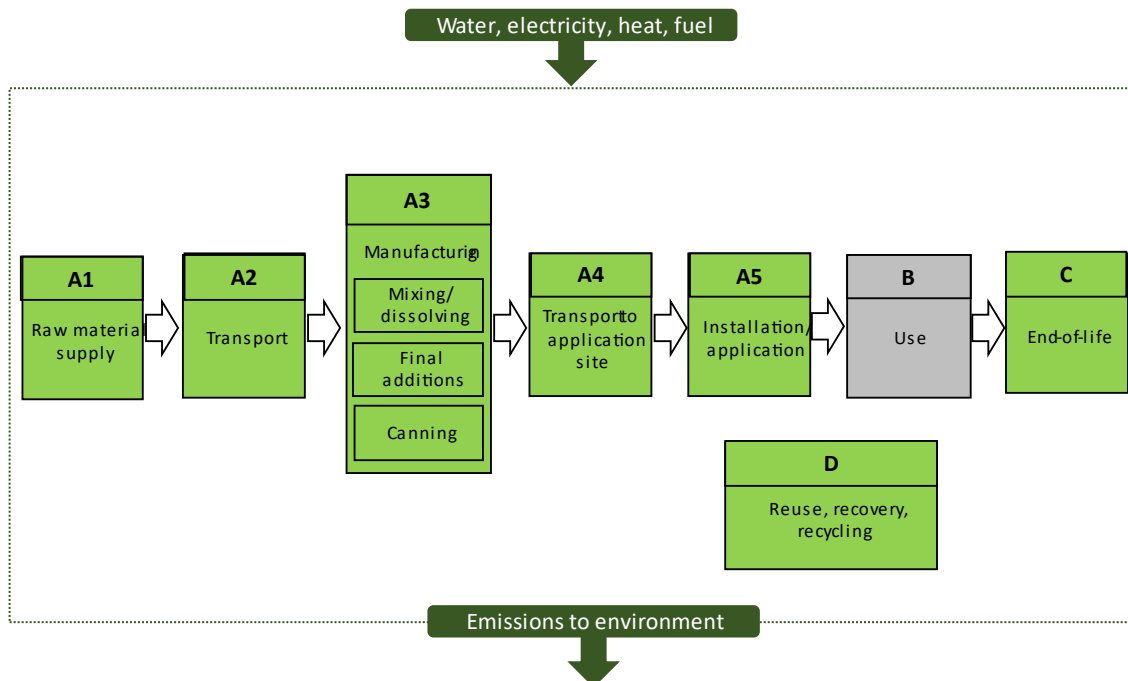 Water, electricity, heat, fuel
A1
Raw material
supply
A2
Transport
A3
Manufacturing
Mixing/
dissolving
Final
additions
Canning
A4
Transport to
application
site
A5
Installation/
application
B
Use
C
End-of-life
D
Reuse, recovery,
recycling
Emissions to environment